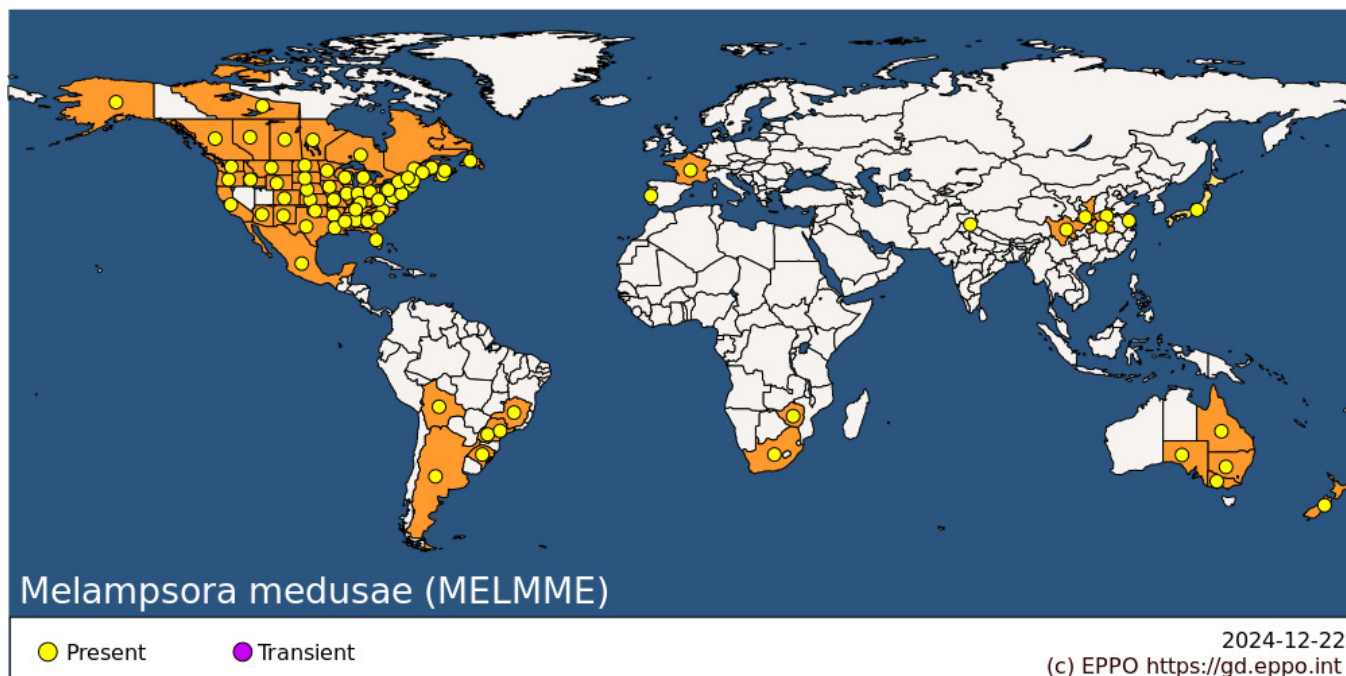 Melampsora medusae (MELMME)
Present
Transient
2024-12-22
(c) EPPO https://gd.eppo.int